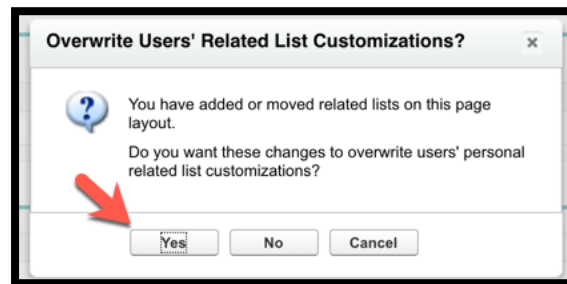 Overwrite Users' Related List Customizations?
You have added or moved related lists on this page
layout.
Do you want these changes to overwrite users' personal
related list customizations?
Yes No Cancel